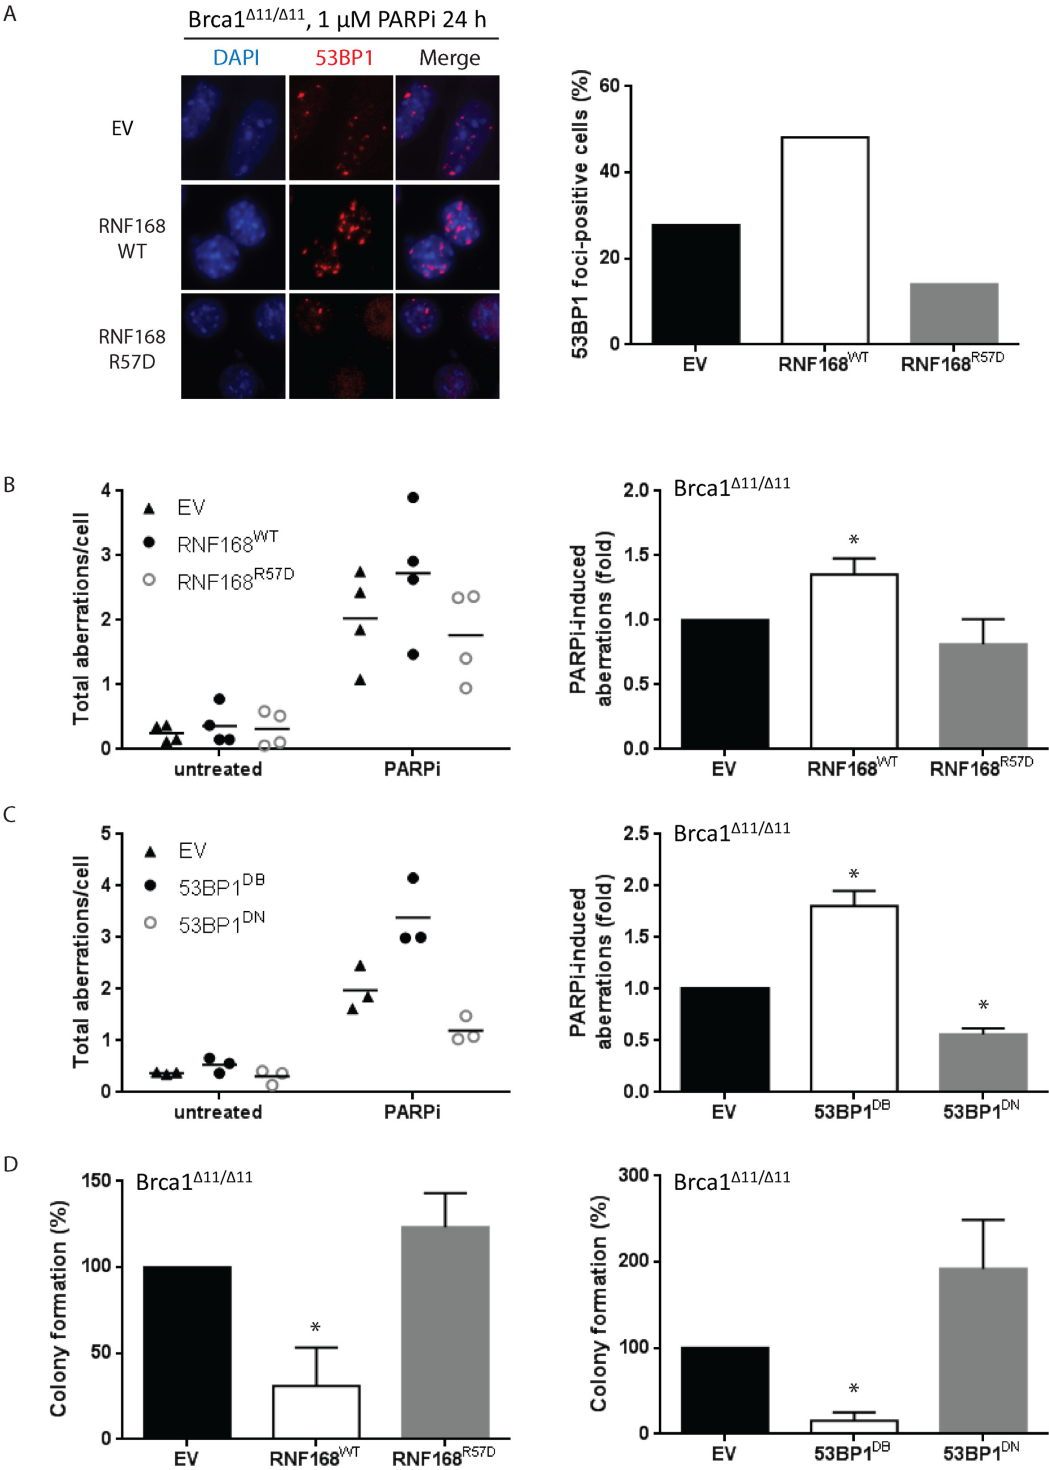 A
Brca1Δ11/Δ11, 1 µM PARPi 24 h
DAPI 53BP1 Merge
EV
RNF168
WT
RNF168
R57D
53BP1 foci-positive cells (%)
60
40
20
0
EV RNF168WT RNF168R57D
B
Total aberrations/cell
4
3
2
1
0
EV
RNF168WT
RNF168R57D
untreated PARPi
Brca1Δ11/Δ11
PARPi-induced
aberrations (fold)
2.0
1.5
1.0
0.5
0.0
*
EV RNF168WT RNF168R57D
C
Total aberrations/cell
5
4
3
2
1
0
EV
53BP1DB
53BP1DN
untreated PARPi
Brca1Δ11/Δ11
PARPi-induced
aberrations (fold)
2.5
2.0
1.5
1.0
0.5
0.0
*
*
EV 53BP1DB 53BP1DN
D
Brca1Δ11/Δ11
Colony formation (%)
150
100
50
0
*
EV RNF168WT RNF168R57D
Brca1Δ11/Δ11
Colony formation (%)
300
200
100
0
*
EV 53BP1DB 53BP1DN